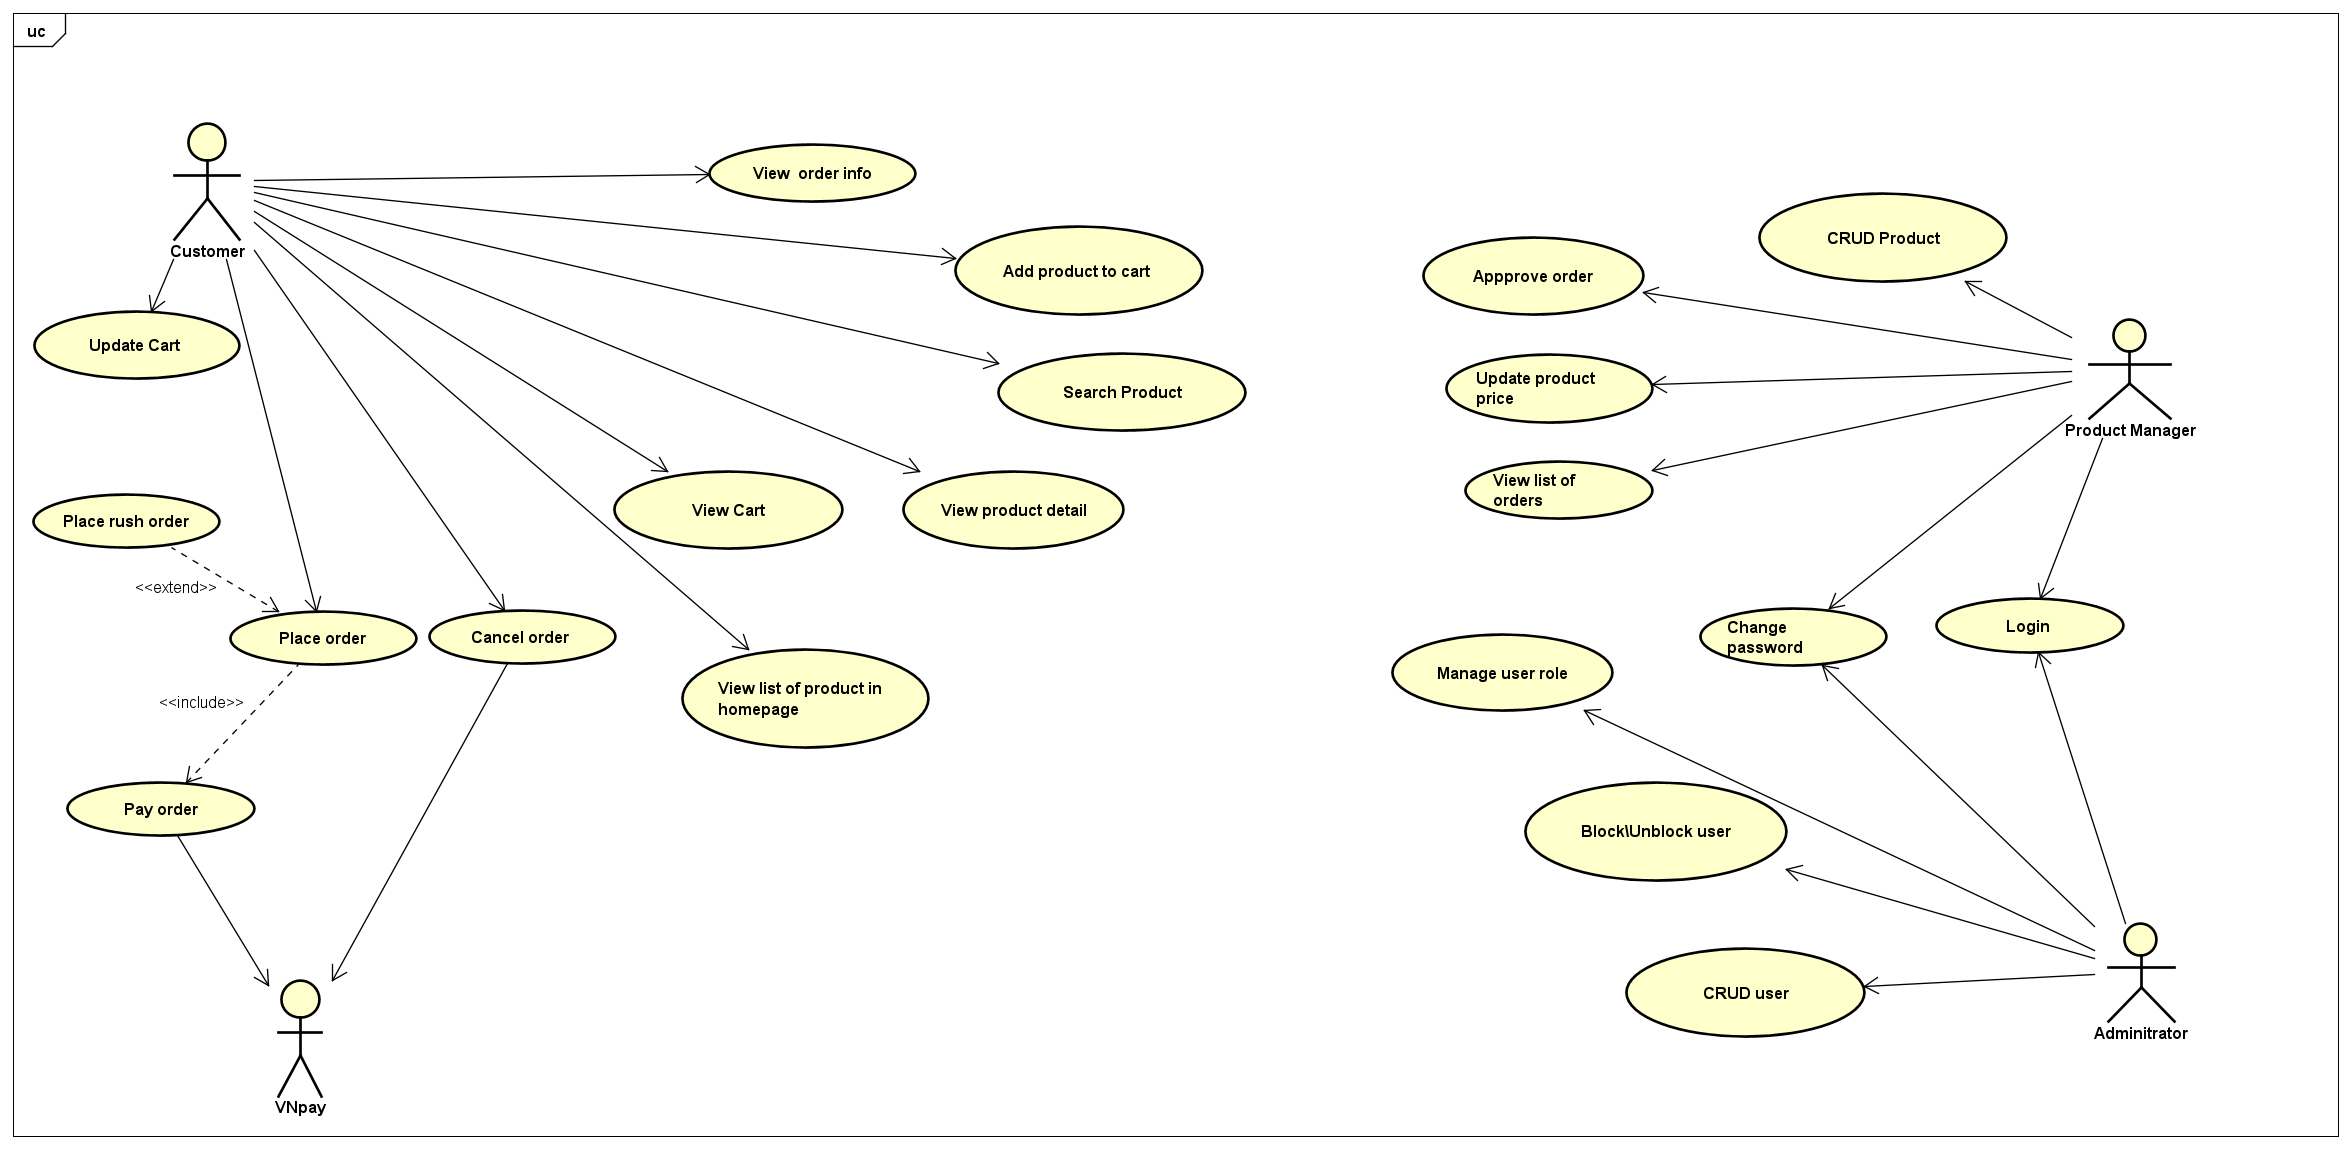 uc
Customer
View  order info
Add product to cart
Search Product
Update Cart
View Cart
View product detail
Place rush order
<<extend>>
Place order
Cancel order
<<include>>
View list of product in
homepage
Pay order
VNpay
CRUD Product
Appprove order
Update product
price
Product Manager
View list of
orders
Change
password
Login
Manage user role
Block\Unblock user
CRUD user
Adminitrator